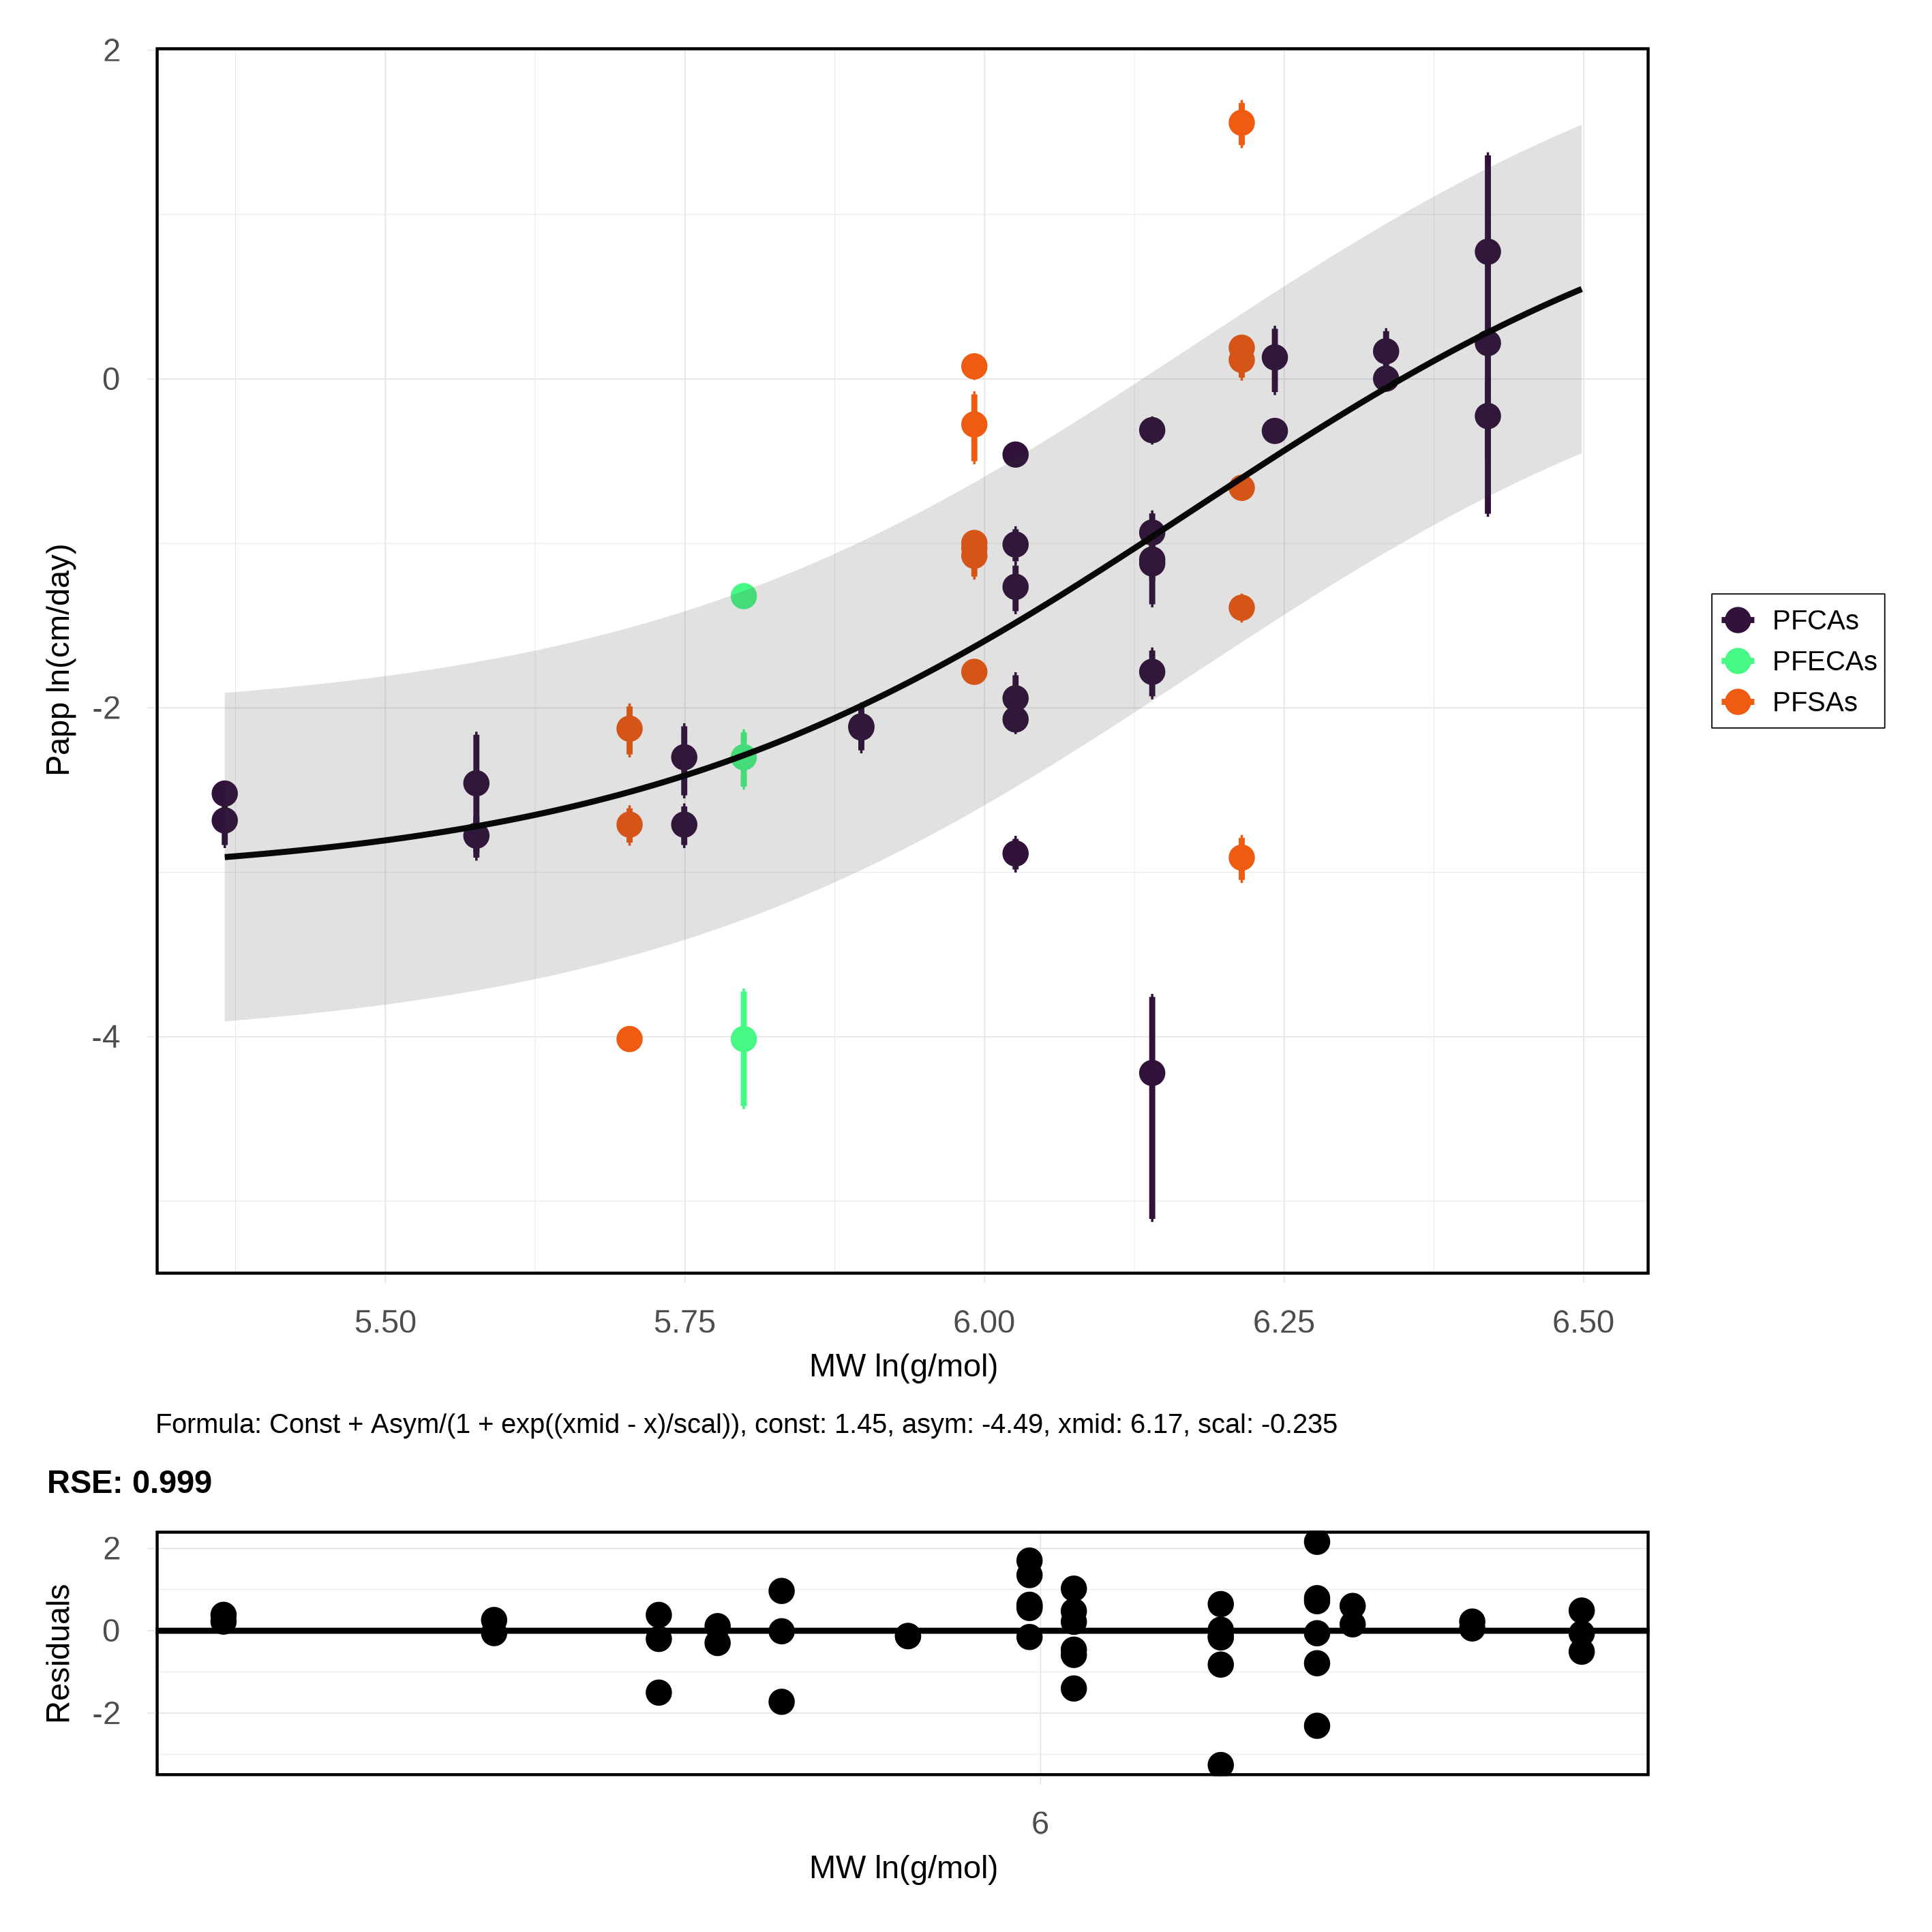 2
0
-2
-4
Papp ln(cm/day)
5.50 5.75 6.00 6.25 6.50
MW ln(g/mol)
PFCAs
PFECAs
PFSAs
Formula: Const + Asym/(1 + exp((xmid - x)/scal)), const: 1.45, asym: -4.49, xmid: 6.17, scal: -0.235
RSE: 0.999
2
0
-2
Residuals
6
MW ln(g/mol)